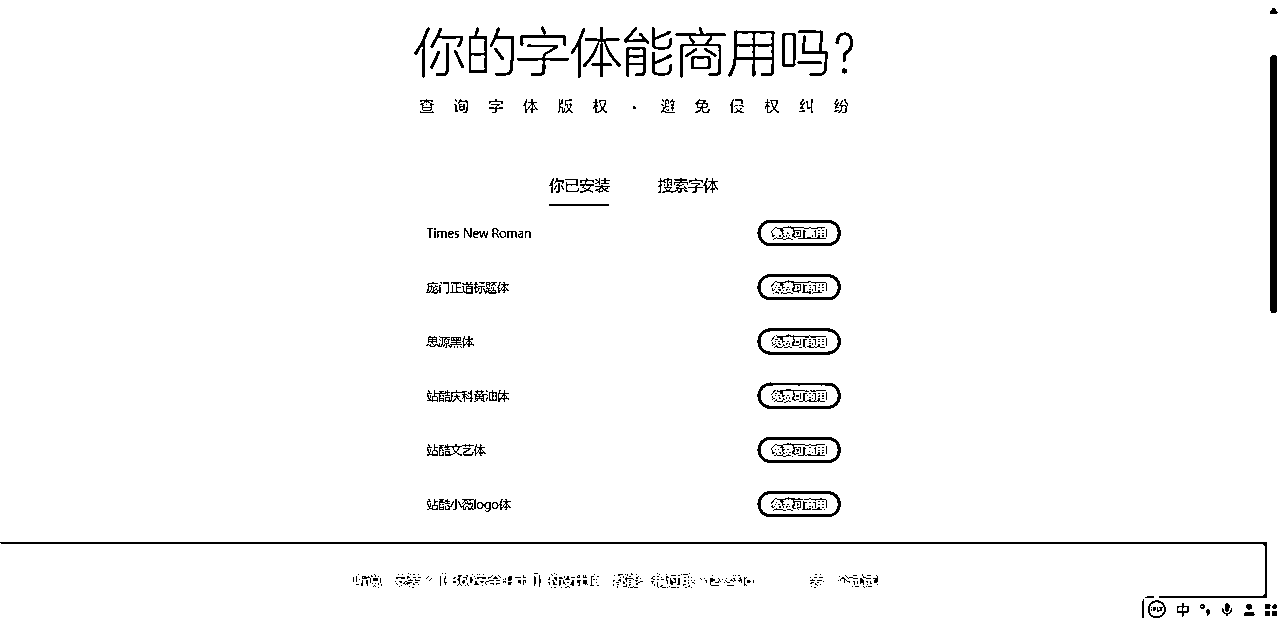 你的字体能商用吗?
查询字体版权·避免侵权纠纷
你已安装 搜索字体
Times New Roman 免费可商用
庞门正道标题体 免费可商用
思源黑体 免费可商用
站酷庆科黄油体 免费可商用
站酷文艺体 免费可商用
站酷小薇logo体 免费可商用
中